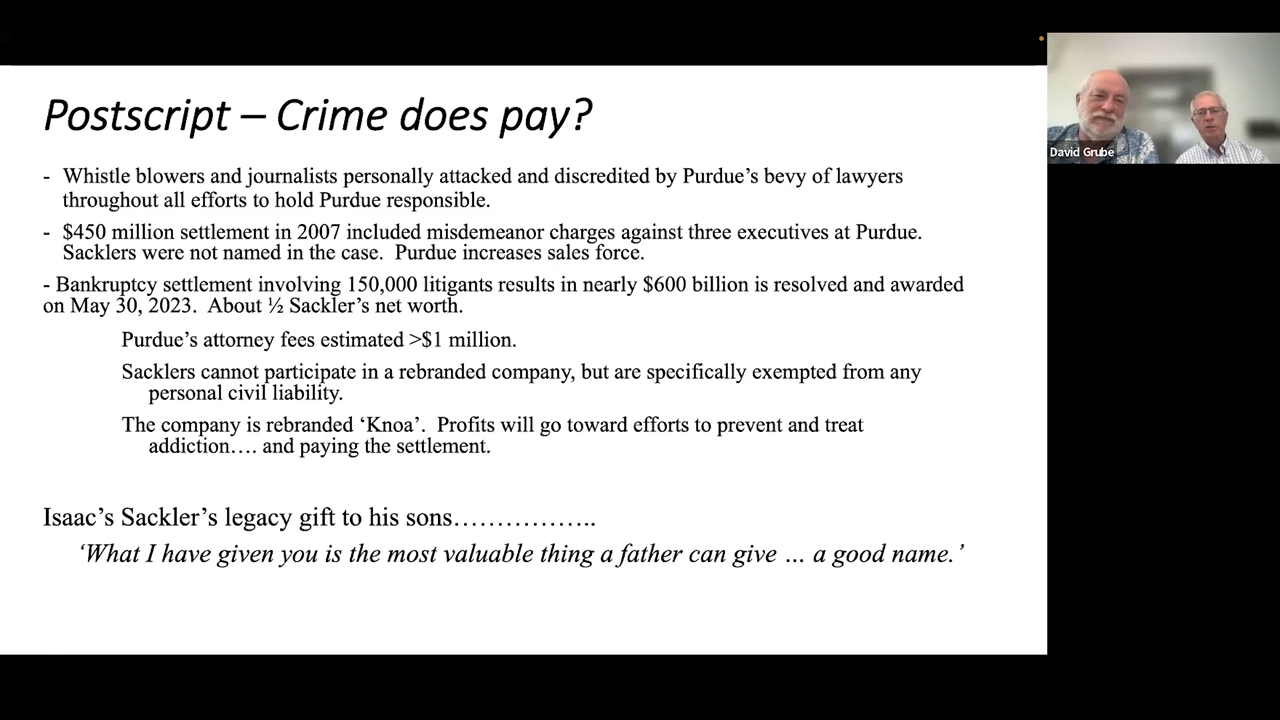 Postscript – Crime does pay?
- Whistle blowers and journalists personally attacked and discredited by Purdue’s bevy of lawyers
throughout all efforts to hold Purdue responsible.
- $450 million settlement in 2007 included misdemeanor charges against three executives at Purdue.
Sacklers were not named in the case.  Purdue increases sales force.
- Bankruptcy settlement involving 150,000 litigants results in nearly $600 billion is resolved and awarded
on May 30, 2023.  About ½ Sackler’s net worth.
Purdue’s attorney fees estimated >$1 million.
Sacklers cannot participate in a rebranded company, but are specifically exempted from any
personal civil liability.
The company is rebranded ‘Knoa’.  Profits will go toward efforts to prevent and treat
addiction…. and paying the settlement.
Isaac’s Sackler’s legacy gift to his sons……………..
‘What I have given you is the most valuable thing a father can give … a good name.’
David Grube